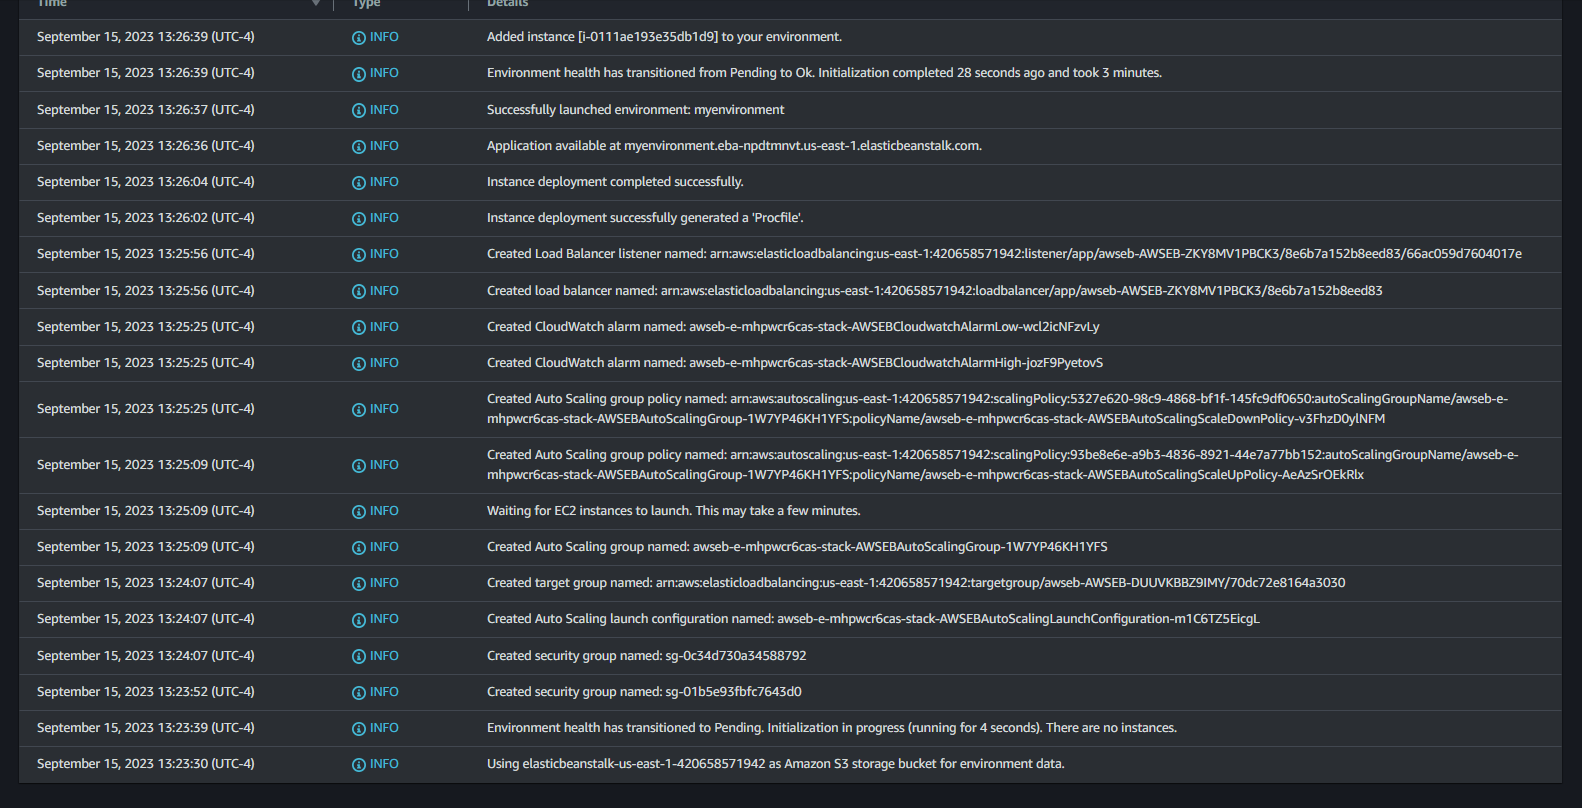 Time Type Details
September 15, 2023 13:26:39 (UTC-4) INFO Added instance [i-0111ae193e35db1d9] to your environment.
September 15, 2023 13:26:39 (UTC-4) INFO Environment health has transitioned from Pending to Ok. Initialization completed 28 seconds ago and took 3 minutes.
September 15, 2023 13:26:37 (UTC-4) INFO Successfully launched environment: myenvironment
September 15, 2023 13:26:36 (UTC-4) INFO Application available at myenvironment.eba-npdtmnvt.us-east-1.elasticbeanstalk.com.
September 15, 2023 13:26:04 (UTC-4) INFO Instance deployment completed successfully.
September 15, 2023 13:26:02 (UTC-4) INFO Instance deployment successfully generated a 'Procfile'.
September 15, 2023 13:25:56 (UTC-4) INFO Created Load Balancer listener named: arn:aws:elasticloadbalancing:us-east-1:420658571942:listener/app/awseb-AWSEB-ZKY8MV1PBCK3/8e6b7a152b8eed83/66ac059d7604017e
September 15, 2023 13:25:56 (UTC-4) INFO Created load balancer named: arn:aws:elasticloadbalancing:us-east-1:420658571942:loadbalancer/app/awseb-AWSEB-ZKY8MV1PBCK3/8e6b7a152b8eed83
September 15, 2023 13:25:25 (UTC-4) INFO Created CloudWatch alarm named: awseb-e-mhpwcr6cas-stack-AWSEBCloudwatchAlarmLow-wcl2icNFzvLy
September 15, 2023 13:25:25 (UTC-4) INFO Created CloudWatch alarm named: awseb-e-mhpwcr6cas-stack-AWSEBCloudwatchAlarmHigh-jozF9PyetovS
September 15, 2023 13:25:25 (UTC-4) INFO Created Auto Scaling group policy named: arn:aws:autoscaling:us-east-1:420658571942:scalingPolicy:5327e620-98c9-4868-bf1f-145fc9df0650:autoScalingGroupName/awseb-e-
mhpwcr6cas-stack-AWSEBAutoScalingGroup-1W7YP46KH1YFS:policyName/awseb-e-mhpwcr6cas-stack-AWSEBAutoScalingScaleDownPolicy-v3FhzD0ylNFM
September 15, 2023 13:25:09 (UTC-4) INFO Created Auto Scaling group policy named: arn:aws:autoscaling:us-east-1:420658571942:scalingPolicy:93be8e6e-a9b3-4836-8921-44e7a77bb152:autoScalingGroupName/awseb-e-
mhpwcr6cas-stack-AWSEBAutoScalingGroup-1W7YP46KH1YFS:policyName/awseb-e-mhpwcr6cas-stack-AWSEBAutoScalingScaleUpPolicy-AeAzSrOEkRlx
September 15, 2023 13:25:09 (UTC-4) INFO Waiting for EC2 instances to launch. This may take a few minutes.
September 15, 2023 13:25:09 (UTC-4) INFO Created Auto Scaling group named: awseb-e-mhpwcr6cas-stack-AWSEBAutoScalingGroup-1W7YP46KH1YFS
September 15, 2023 13:24:07 (UTC-4) INFO Created target group named: arn:aws:elasticloadbalancing:us-east-1:420658571942:targetgroup/awseb-AWSEB-DUUVKBBZ9IMY/70dc72e8164a3030
September 15, 2023 13:24:07 (UTC-4) INFO Created Auto Scaling launch configuration named: awseb-e-mhpwcr6cas-stack-AWSEBAutoScalingLaunchConfiguration-m1C6TZ5EicgL
September 15, 2023 13:24:07 (UTC-4) INFO Created security group named: sg-0c34d730a34588792
September 15, 2023 13:23:52 (UTC-4) INFO Created security group named: sg-01b5e93fbfc7643d0
September 15, 2023 13:23:39 (UTC-4) INFO Environment health has transitioned to Pending. Initialization in progress (running for 4 seconds). There are no instances.
September 15, 2023 13:23:30 (UTC-4) INFO Using elasticbeanstalk-us-east-1-420658571942 as Amazon S3 storage bucket for environment data.